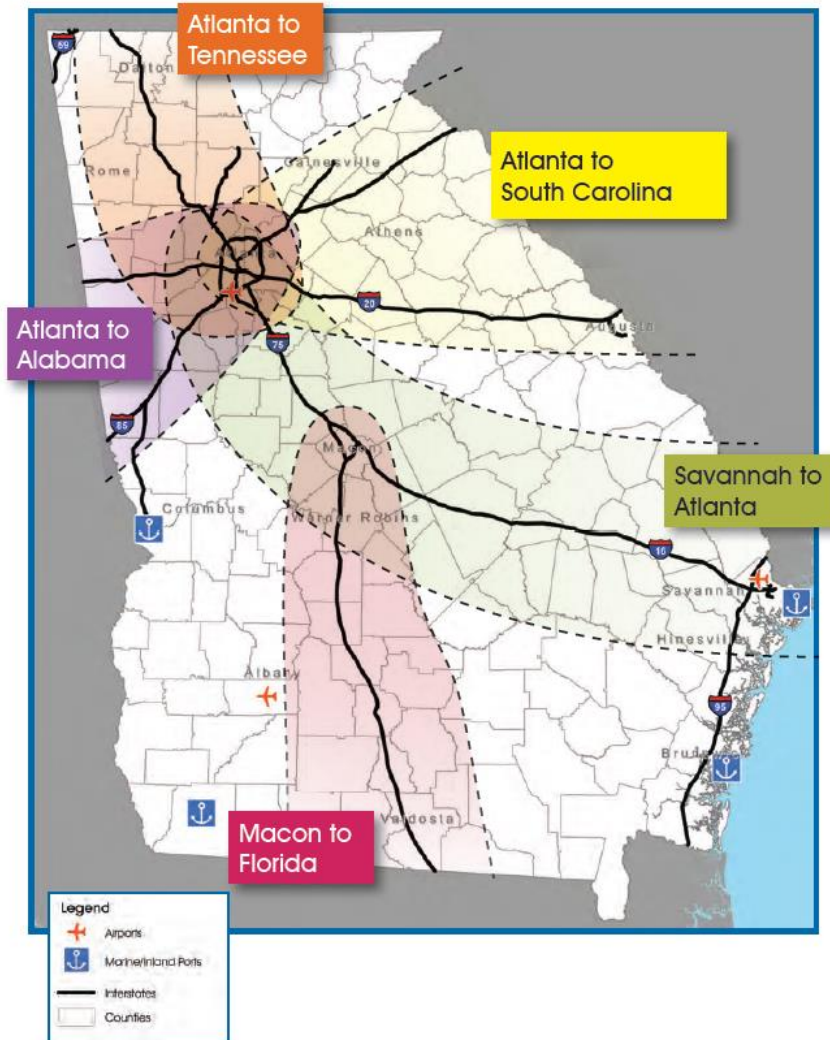 Atlanta to
Tennessee
69
Dalton
Atlanta to
South Carolina
Gainesville
Rome
Athens
Atlanta
20
Augusta
Atlanta to
Alabama
75
85
Macon
Savannah to
Atlanta
Columbus
Warner Robins
16
Savannah
Hinesville
Albany
95
Brunswick
Macon to
Florida
Valdosta
Legend
Airports
Marine/Inland Ports
Interstates
Counties